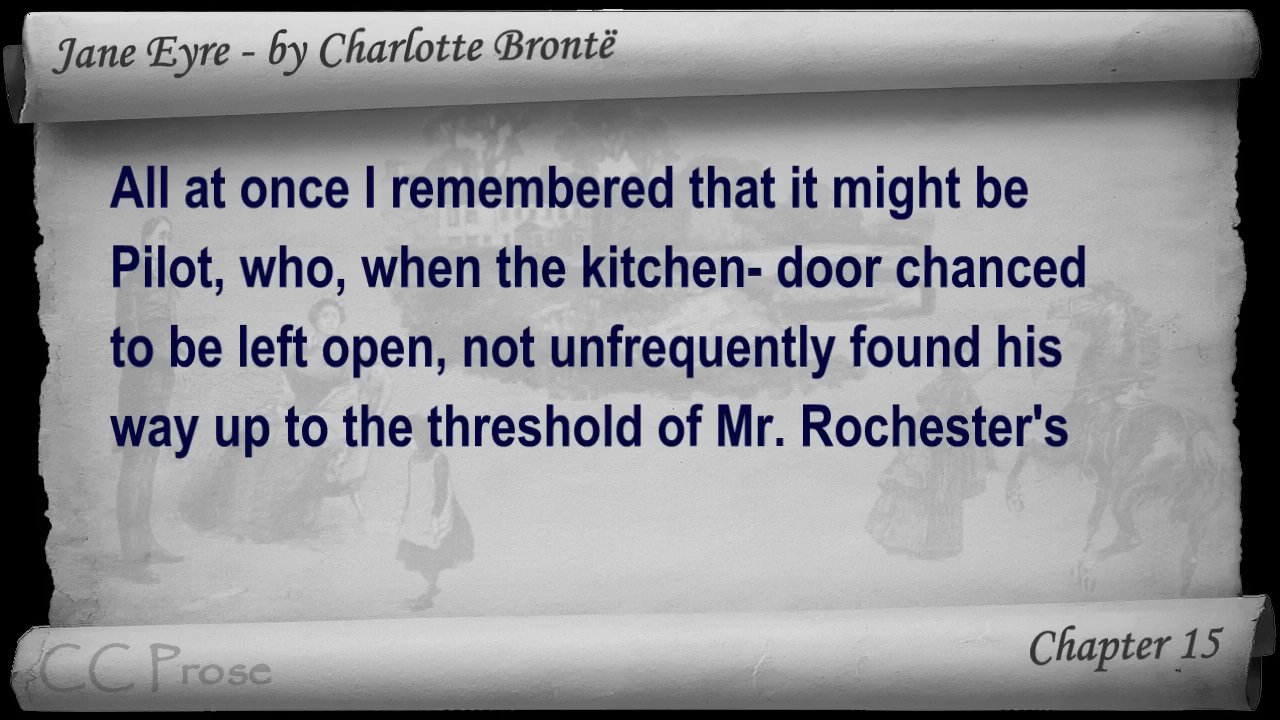 Jane Eyre - by Charlotte Brontë
All at once I remembered that it might be
Pilot, who, when the kitchen- door chanced
to be left open, not unfrequently found his
way up to the threshold of Mr. Rochester's
Chapter 15
CC Prose